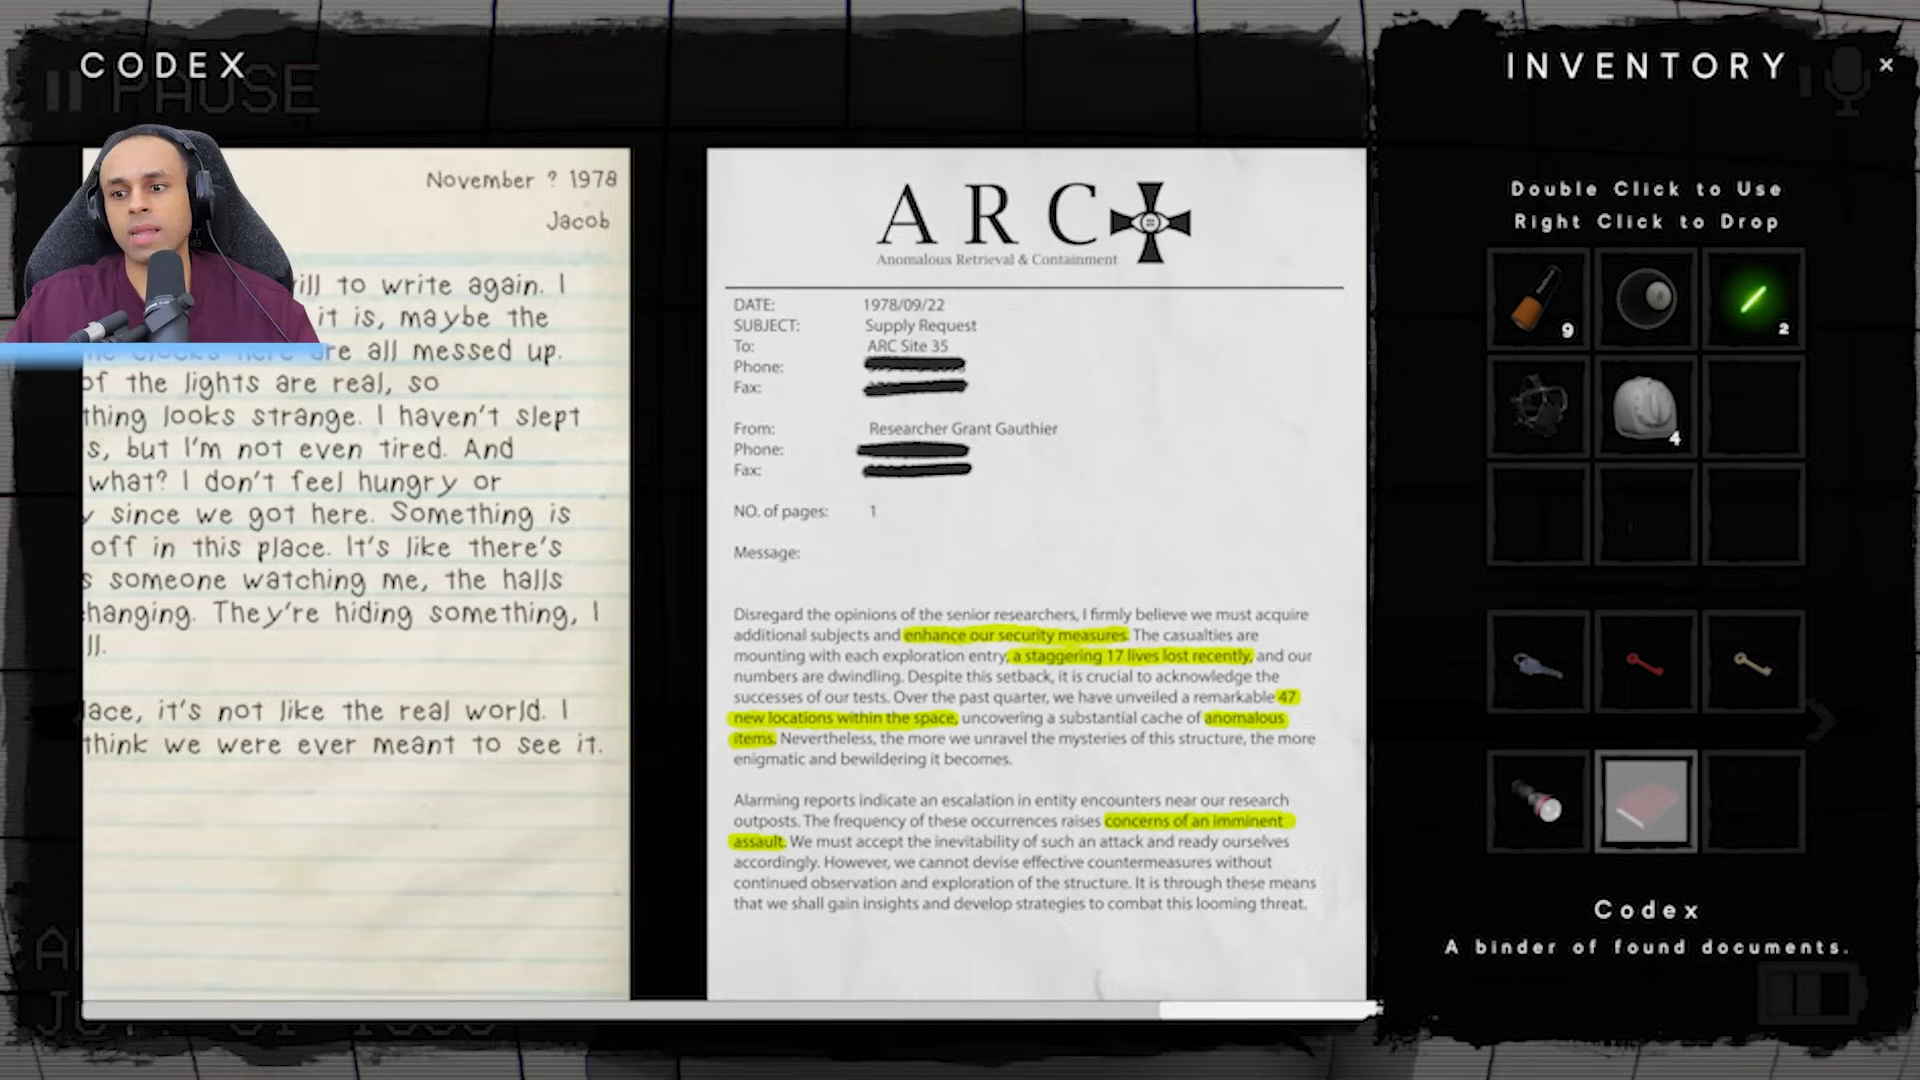 CODEX
PAUSE
INVENTORY
×
November ? 1978
Jacob
ill to write again. I
it is, maybe the
are all messed up.
of the lights are real, so
thing looks strange. I haven't slept
s, but I'm not even tired. And
what? I don't feel hungry or
y since we got here. Something is
off in this place. It's like there's
s someone watching me, the halls
hanging. They're hiding something, I
ll.
lace, it's not like the real world. I
think we were ever meant to see it.
ARC
Anomalous Retrieval & Containment
DATE: 1978/09/22
SUBJECT: Supply Request
To: ARC Site 35
Phone:
Fax:
From: Researcher Grant Gauthier
Phone:
Fax:
NO. of pages: 1
Message:
Disregard the opinions of the senior researchers, I firmly believe we must acquire
additional subjects and enhance our security measures. The casualties are
mounting with each exploration entry, a staggering 17 lives lost recently, and our
numbers are dwindling. Despite this setback, it is crucial to acknowledge the
successes of our tests. Over the past quarter, we have unveiled a remarkable 47
new locations within the space, uncovering a substantial cache of anomalous
items. Nevertheless, the more we unravel the mysteries of this structure, the more
enigmatic and bewildering it becomes.
Alarming reports indicate an escalation in entity encounters near our research
outposts. The frequency of these occurrences raises concerns of an imminent
assault. We must accept the inevitability of such an attack and ready ourselves
accordingly. However, we cannot devise effective countermeasures without
continued observation and exploration of the structure. It is through these means
that we shall gain insights and develop strategies to combat this looming threat.
Double Click to Use
Right Click to Drop
9
2
4
Codex
A binder of found documents.